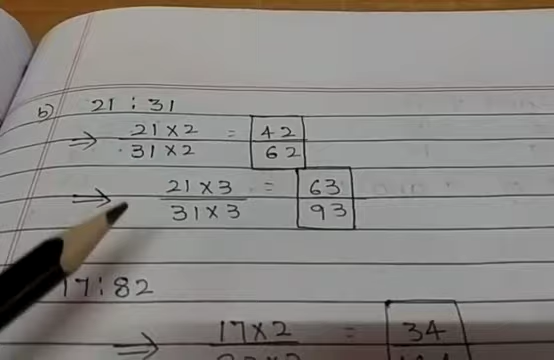 b) 21 : 31
⇒ 21 × 2 / 31 × 2 = 42 / 62
⇒ 21 × 3 / 31 × 3 = 63 / 93
17 : 82
⇒ 17 × 2 = 34